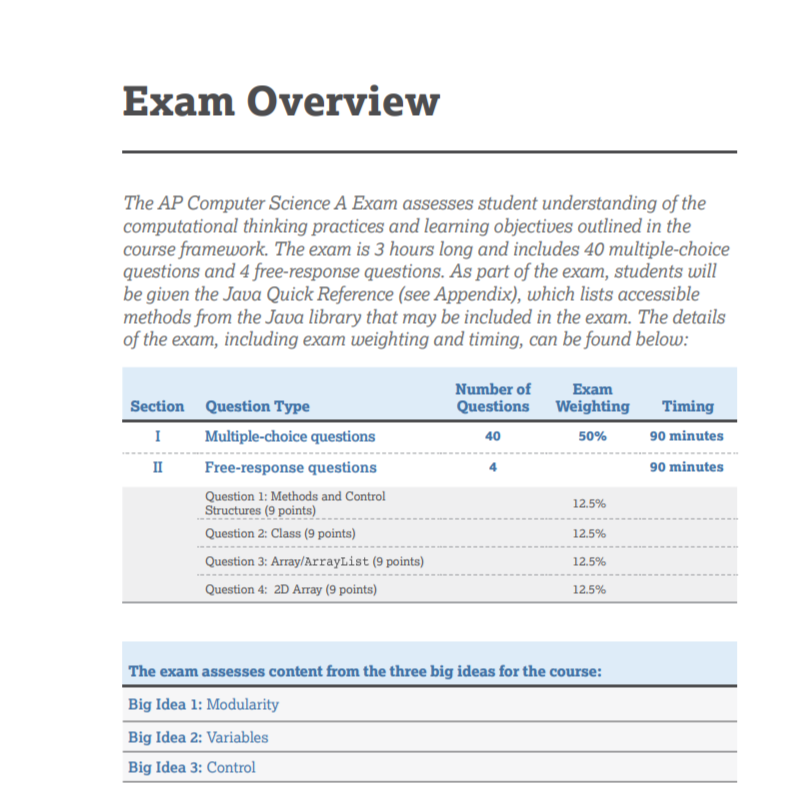 Exam Overview
The AP Computer Science A Exam assesses student understanding of the
computational thinking practices and learning objectives outlined in the
course framework. The exam is 3 hours long and includes 40 multiple-choice
questions and 4 free-response questions. As part of the exam, students will
be given the Java Quick Reference (see Appendix), which lists accessible
methods from the Java library that may be included in the exam. The details
of the exam, including exam weighting and timing, can be found below:
Section Question Type Number of Questions Exam Weighting Timing
I Multiple-choice questions 40 50% 90 minutes
II Free-response questions 4 90 minutes
Question 1: Methods and Control
Structures (9 points) 12.5%
Question 2: Class (9 points) 12.5%
Question 3: Array/ArrayList (9 points) 12.5%
Question 4: 2D Array (9 points) 12.5%
The exam assesses content from the three big ideas for the course:
Big Idea 1: Modularity
Big Idea 2: Variables
Big Idea 3: Control